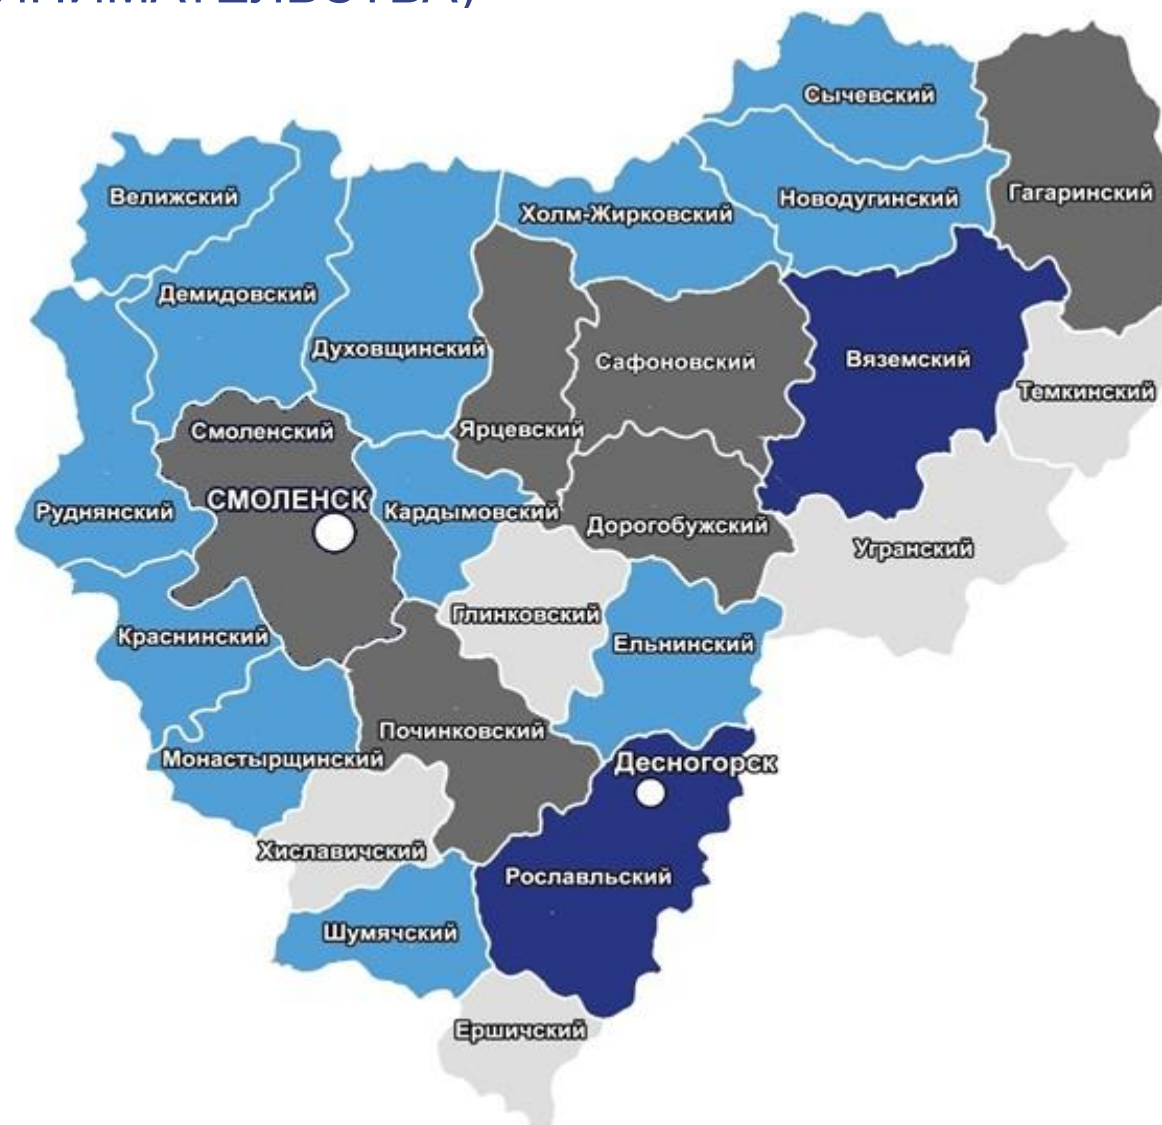 Сычевский
Гагаринский
Велижский
Новодугинский
Холм-Жирковский
Демидовский
Духовщинский
Сафоновский
Вяземский
Темкинский
Смоленский
Ярцевский
СМОЛЕНСК
Руднянский
Кардымовский
Дорогобужский
Угранский
Глинковский
Краснинский
Ельнинский
Починковский
Монастырщинский
Десногорск
Хиславичский
Рославльский
Шумячский
Ершичский